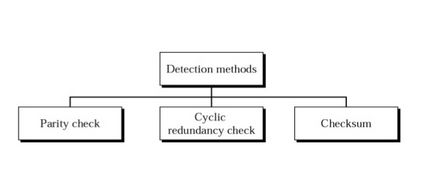 Detection methods
Parity check
Cyclic
redundancy check
Checksum